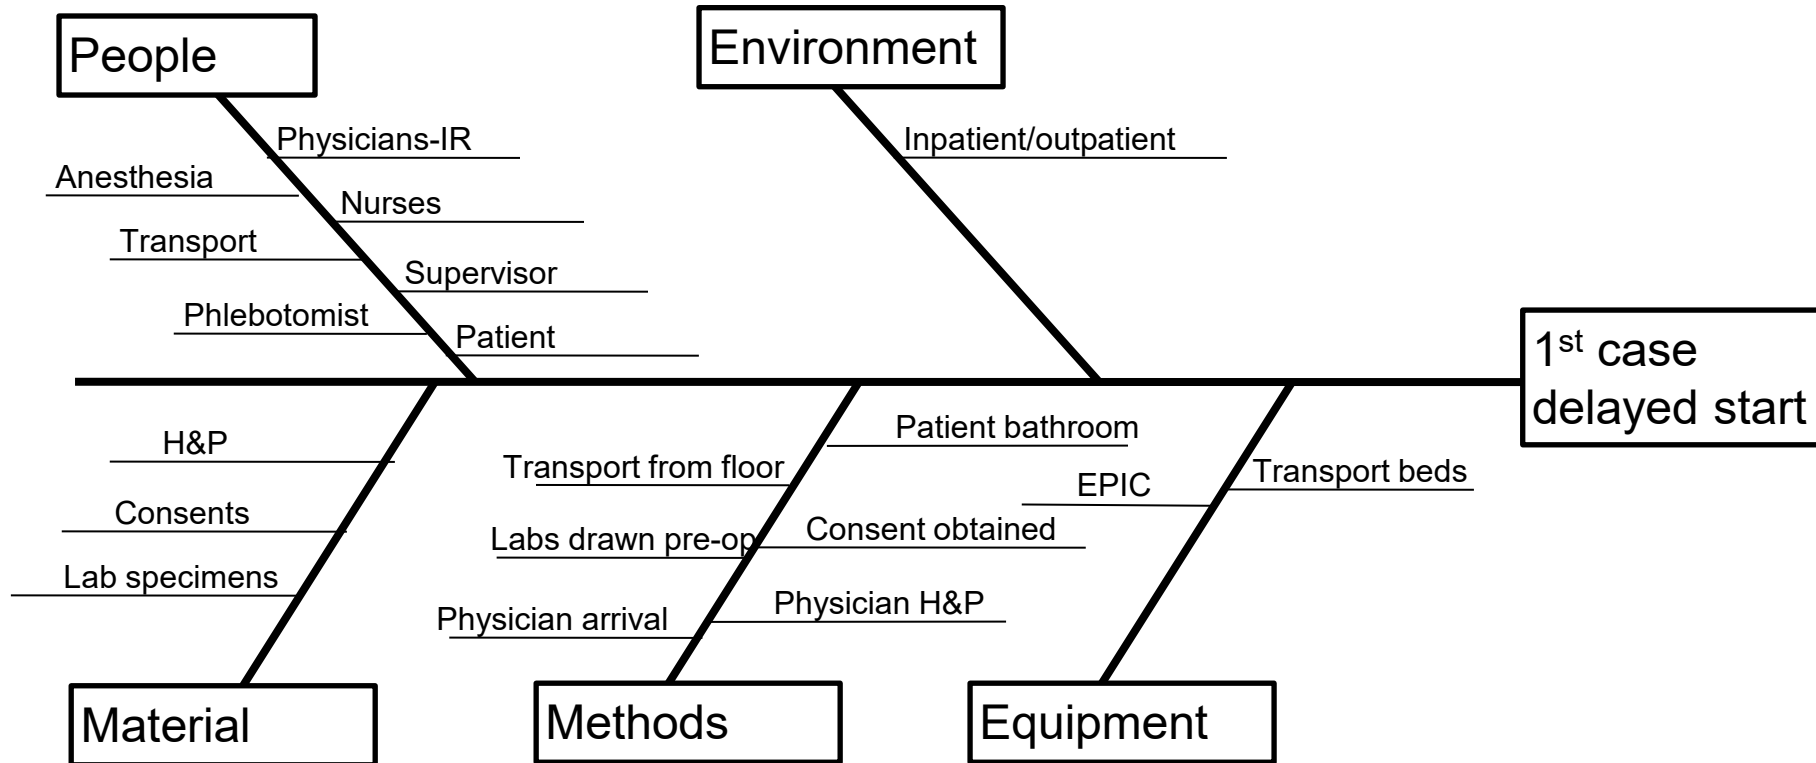 People
Environment
Physicians-IR
Inpatient/outpatient
Anesthesia
Nurses
Transport
Supervisor
Phlebotomist
Patient
1st case
delayed start
H&P
Consents
Lab specimens
Patient bathroom
Transport from floor
Labs drawn pre-op
Consent obtained
Physician arrival
Physician H&P
EPIC
Transport beds
Material
Methods
Equipment